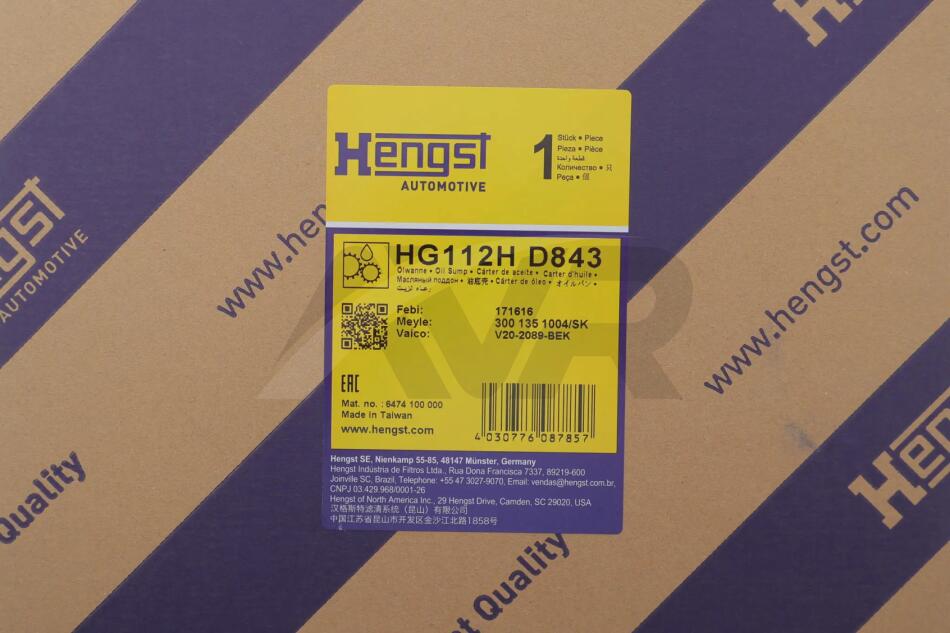 Hengst
AUTOMOTIVE
1
Stück • Piece
Pieza • Pièce
قطعة واحدة
Количество • 只
Peça • 個
HG112H D843
Ölwanne • Oil Sump • Cárter de aceite • Carter d'huile •
Масляный поддон • 油底壳 • Cárter de óleo • オイルパン •
وعاء الزيت
Febi: 171616
Meyle: 300 135 1004/SK
Vaico: V20-2089-BEK
EAC
Mat. no. : 6474 100 000
Made in Taiwan
www.hengst.com
4 030776 087857
Hengst SE, Nienkamp 55-85, 48147 Münster, Germany
Hengst Indústria de Filtros Ltda., Rua Dona Francisca 7337, 89219-600
Joinville SC, Brazil, Telephone: +55 47 3027-9070, Email: vendas@hengst.com.br,
CNPJ 03.429.968/0001-26
Hengst of North America Inc., 29 Hengst Drive, Camden, SC 29020, USA
汉格斯特滤清系统（昆山）有限公司
中国江苏省昆山市开发区金沙江北路1858号
AVR
www.he
com
www.hengst.com
ngst
AUTOMOTIVE
Quality
Quality
Heng